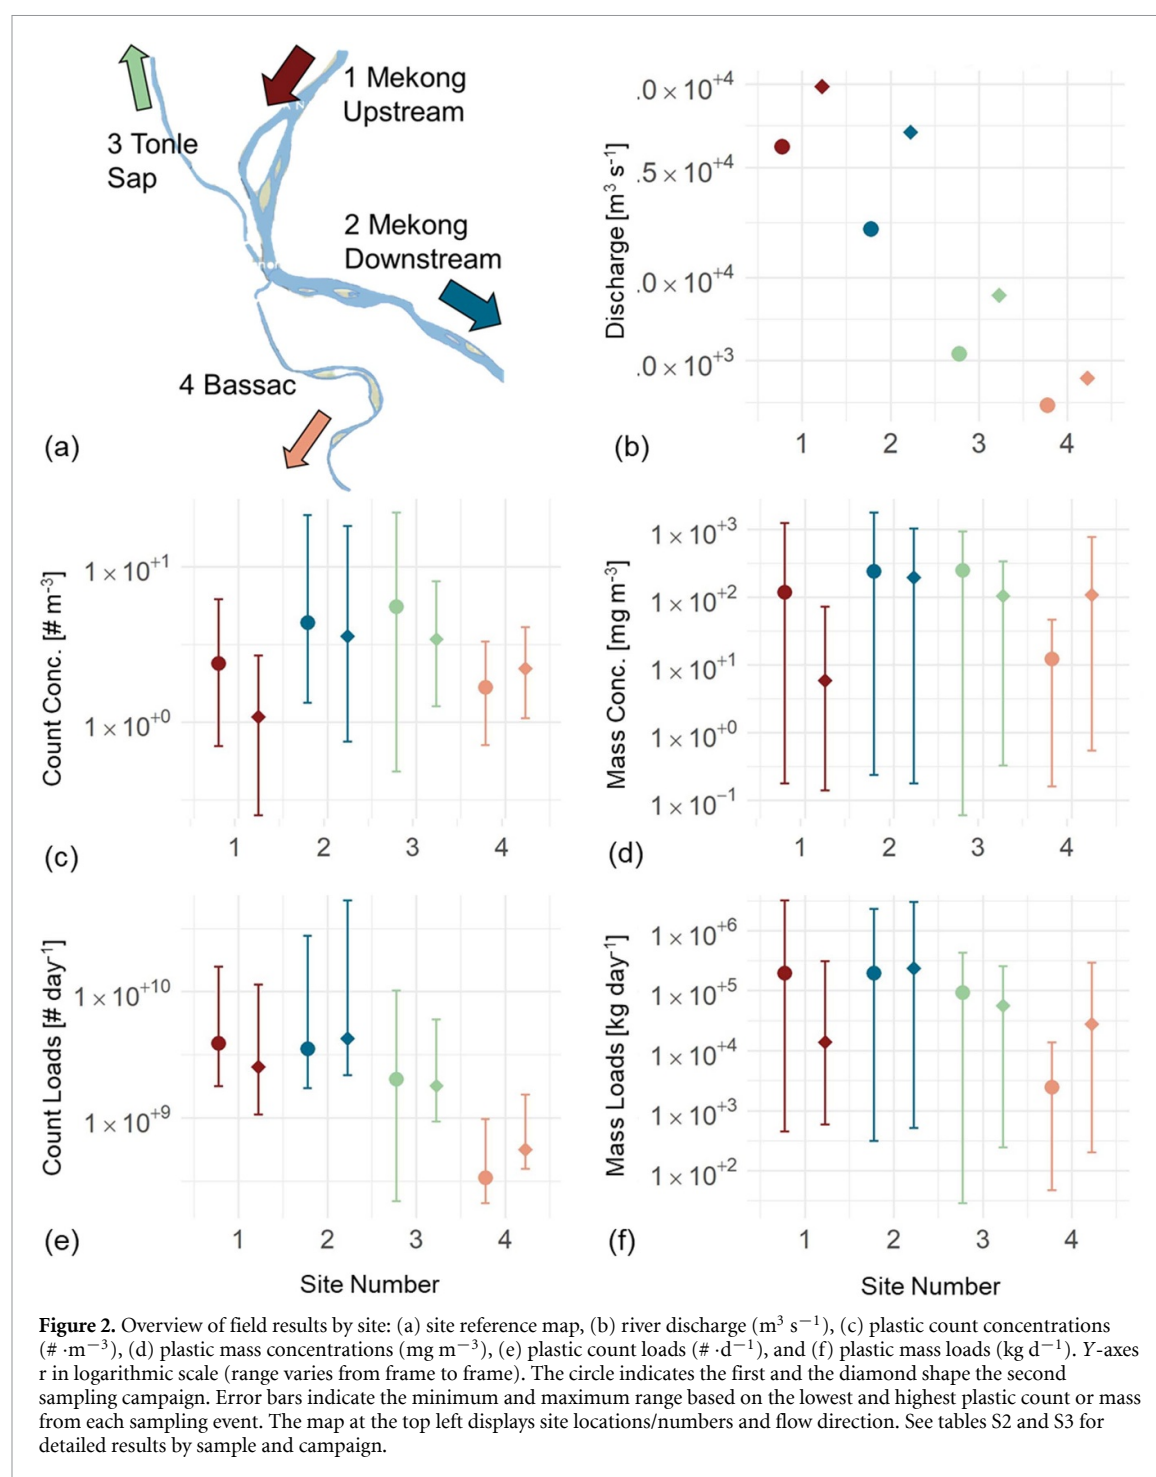 1 Mekong
Upstream
3 Tonle
Sap
2 Mekong
Downstream
4 Bassac
(a)
Discharge [m³ s⁻¹]
.0 × 10⁺⁴
.5 × 10⁺⁴
.0 × 10⁺⁴
.0 × 10⁺³
1 2 3 4
(b)
Count Conc. [# m⁻³]
1 × 10⁺¹
1 × 10⁺⁰
1 2 3 4
(c)
Mass Conc. [mg m⁻³]
1 × 10⁺³
1 × 10⁺²
1 × 10⁺¹
1 × 10⁺⁰
1 × 10⁻¹
1 2 3 4
(d)
Count Loads [# day⁻¹]
1 × 10⁺¹⁰
1 × 10⁺⁹
1 2 3 4
(e)
Site Number
Mass Loads [kg day⁻¹]
1 × 10⁺⁶
1 × 10⁺⁵
1 × 10⁺⁴
1 × 10⁺³
1 × 10⁺²
1 2 3 4
(f)
Site Number
Figure 2. Overview of field results by site: (a) site reference map, (b) river discharge (m³ s⁻¹), (c) plastic count concentrations
(# ·m⁻³), (d) plastic mass concentrations (mg m⁻³), (e) plastic count loads (# ·d⁻¹), and (f) plastic mass loads (kg d⁻¹). Y-axes
r in logarithmic scale (range varies from frame to frame). The circle indicates the first and the diamond shape the second
sampling campaign. Error bars indicate the minimum and maximum range based on the lowest and highest plastic count or mass
from each sampling event. The map at the top left displays site locations/numbers and flow direction. See tables S2 and S3 for
detailed results by sample and campaign.